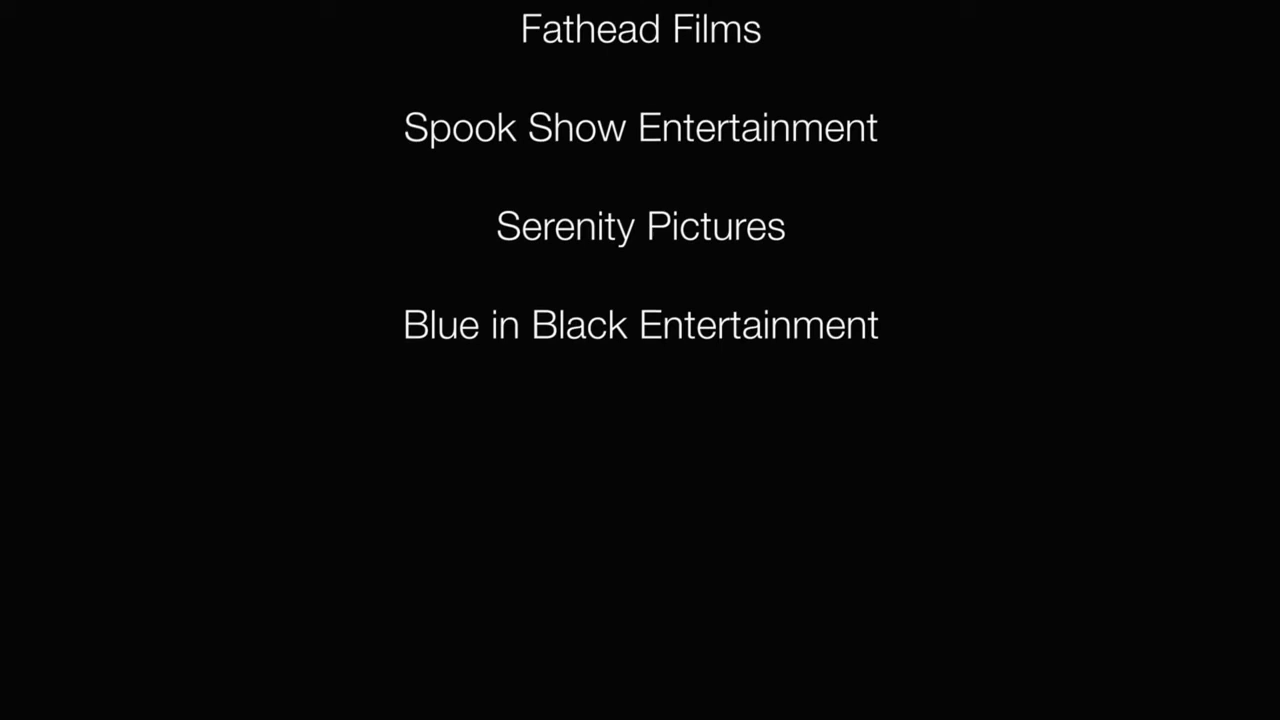 Fathead Films
Spook Show Entertainment
Serenity Pictures
Blue in Black Entertainment